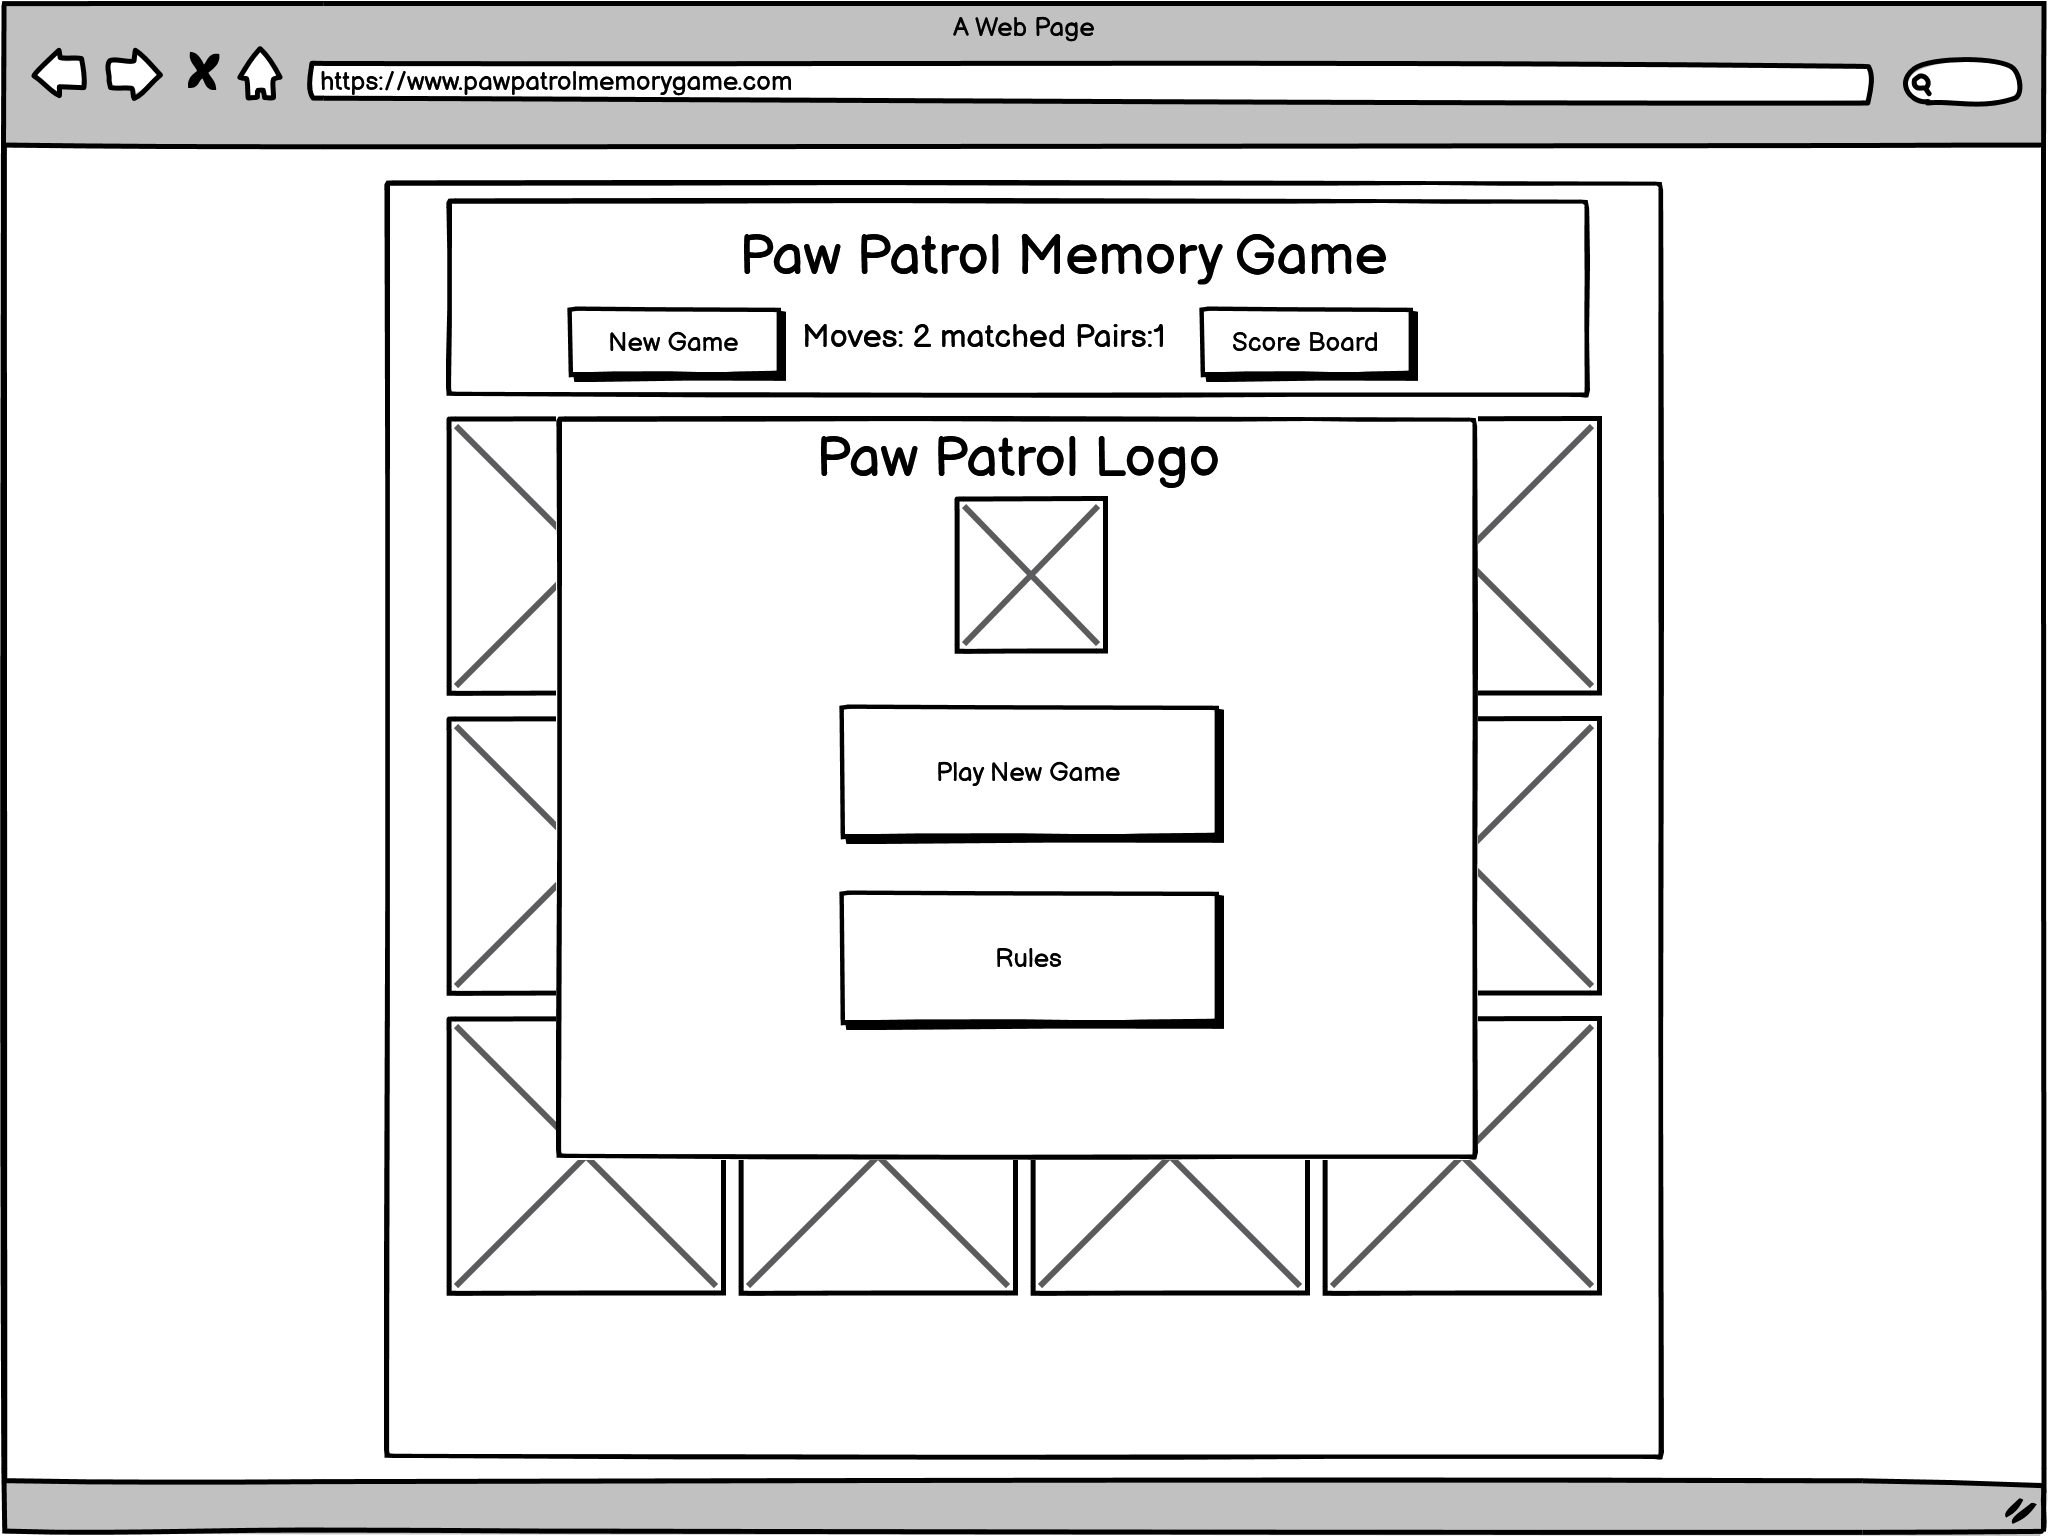 A Web Page
https://www.pawpatrolmemorygame.com
Paw Patrol Memory Game
New Game
Moves: 2 matched Pairs:1
Score Board
Paw Patrol Logo
Play New Game
Rules